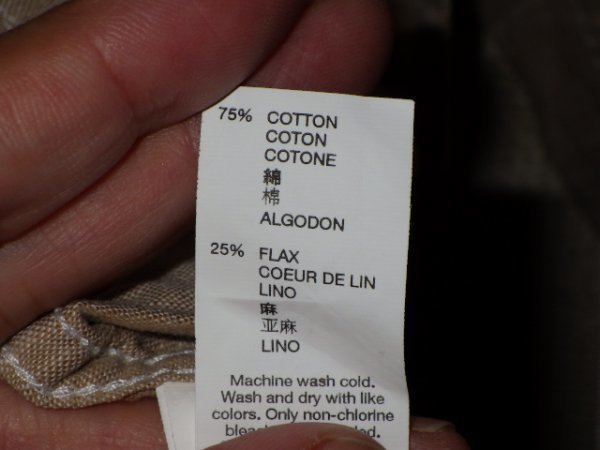 75% COTTON
COTON
COTONE
綿
棉
ALGODON
25% FLAX
COEUR DE LIN
LINO
麻
亚麻
LINO
Machine wash cold.
Wash and dry with like
colors. Only non-chlorine